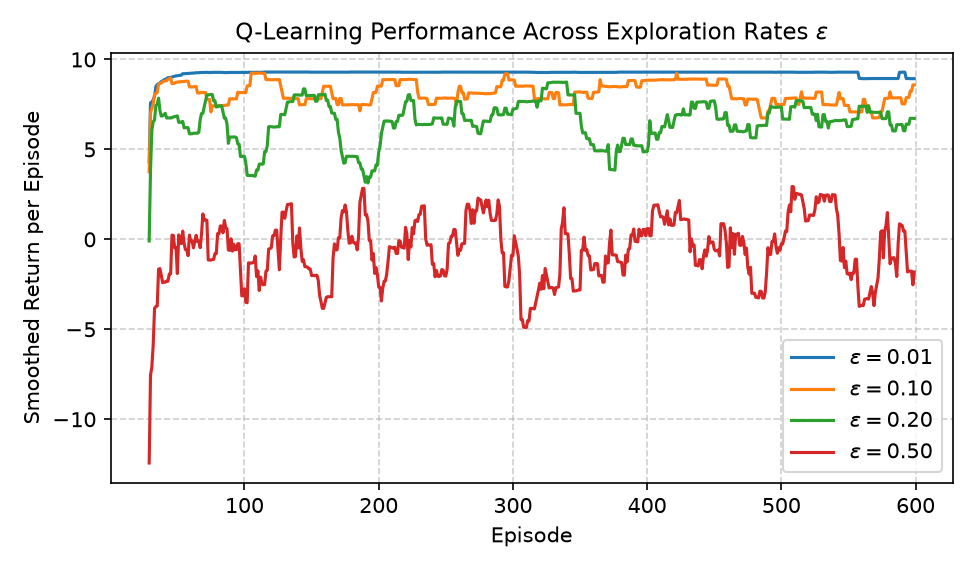 Q-Learning Performance Across Exploration Rates ε
Smoothed Return per Episode
10
5
0
−5
−10
100
200
300
400
500
600
Episode
ε = 0.01
ε = 0.10
ε = 0.20
ε = 0.50